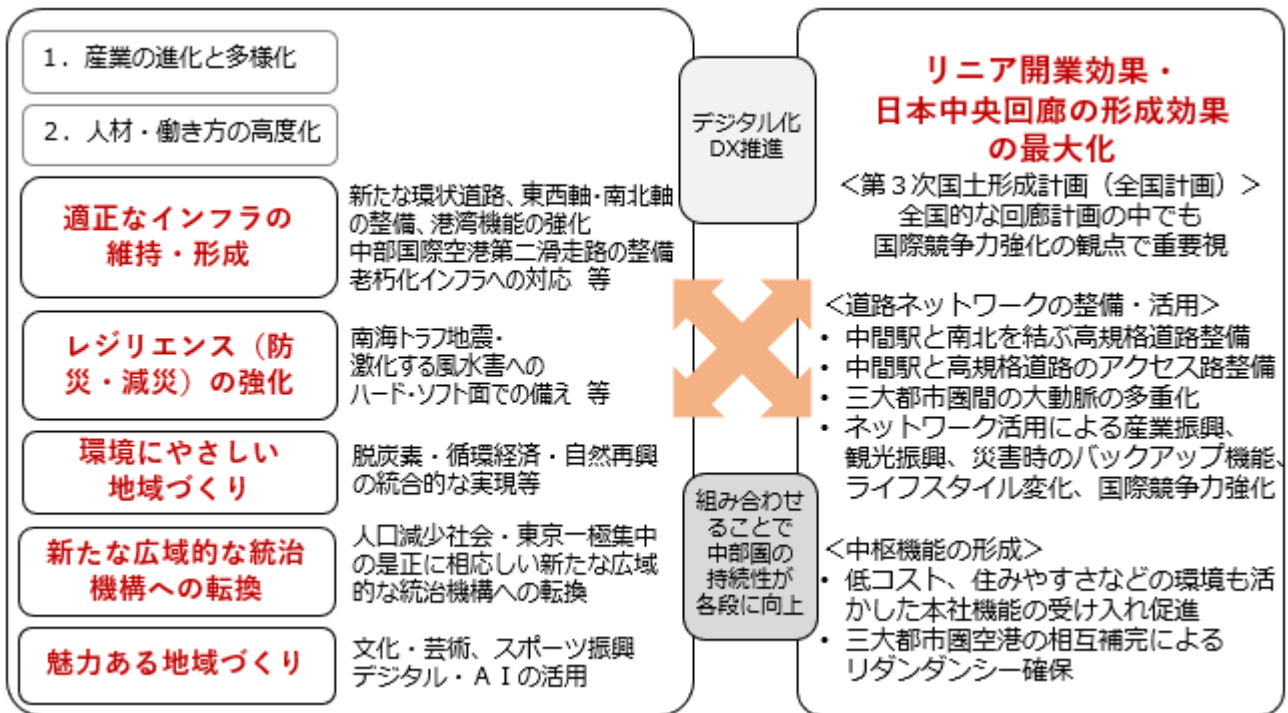 1．産業の進化と多様化
2．人材・働き方の高度化
適正なインフラの
維持・形成
新たな環状道路、東西軸・南北軸
の整備、港湾機能の強化
中部国際空港第二滑走路の整備
老朽化インフラへの対応 等
レジリエンス（防
災・減災）の強化
南海トラフ地震・
激化する風水害への
ハード・ソフト面での備え 等
環境にやさしい
地域づくり
脱炭素・循環経済・自然再興
の統合的な実現等
新たな広域的な統治
機構への転換
人口減少社会・東京一極集中
の是正に相応しい新たな広域
的な統治機構への転換
魅力ある地域づくり
文化・芸術、スポーツ振興
デジタル・ＡＩの活用
デジタル化
DX推進
組み合わせ
ることで
中部圏の
持続性が
各段に向上
リニア開業効果・
日本中央回廊の形成効果
の最大化
＜第３次国土形成計画（全国計画）＞
全国的な回廊計画の中でも
国際競争力強化の観点で重要視
＜道路ネットワークの整備・活用＞
• 中間駅と南北を結ぶ高規格道路整備
• 中間駅と高規格道路のアクセス路整備
• 三大都市圏間の大動脈の多重化
• ネットワーク活用による産業振興、
観光振興、災害時のバックアップ機能、
ライフスタイル変化、国際競争力強化
＜中枢機能の形成＞
• 低コスト、住みやすさなどの環境も活
かした本社機能の受け入れ促進
• 三大都市圏空港の相互補完による
リダンダンシー確保